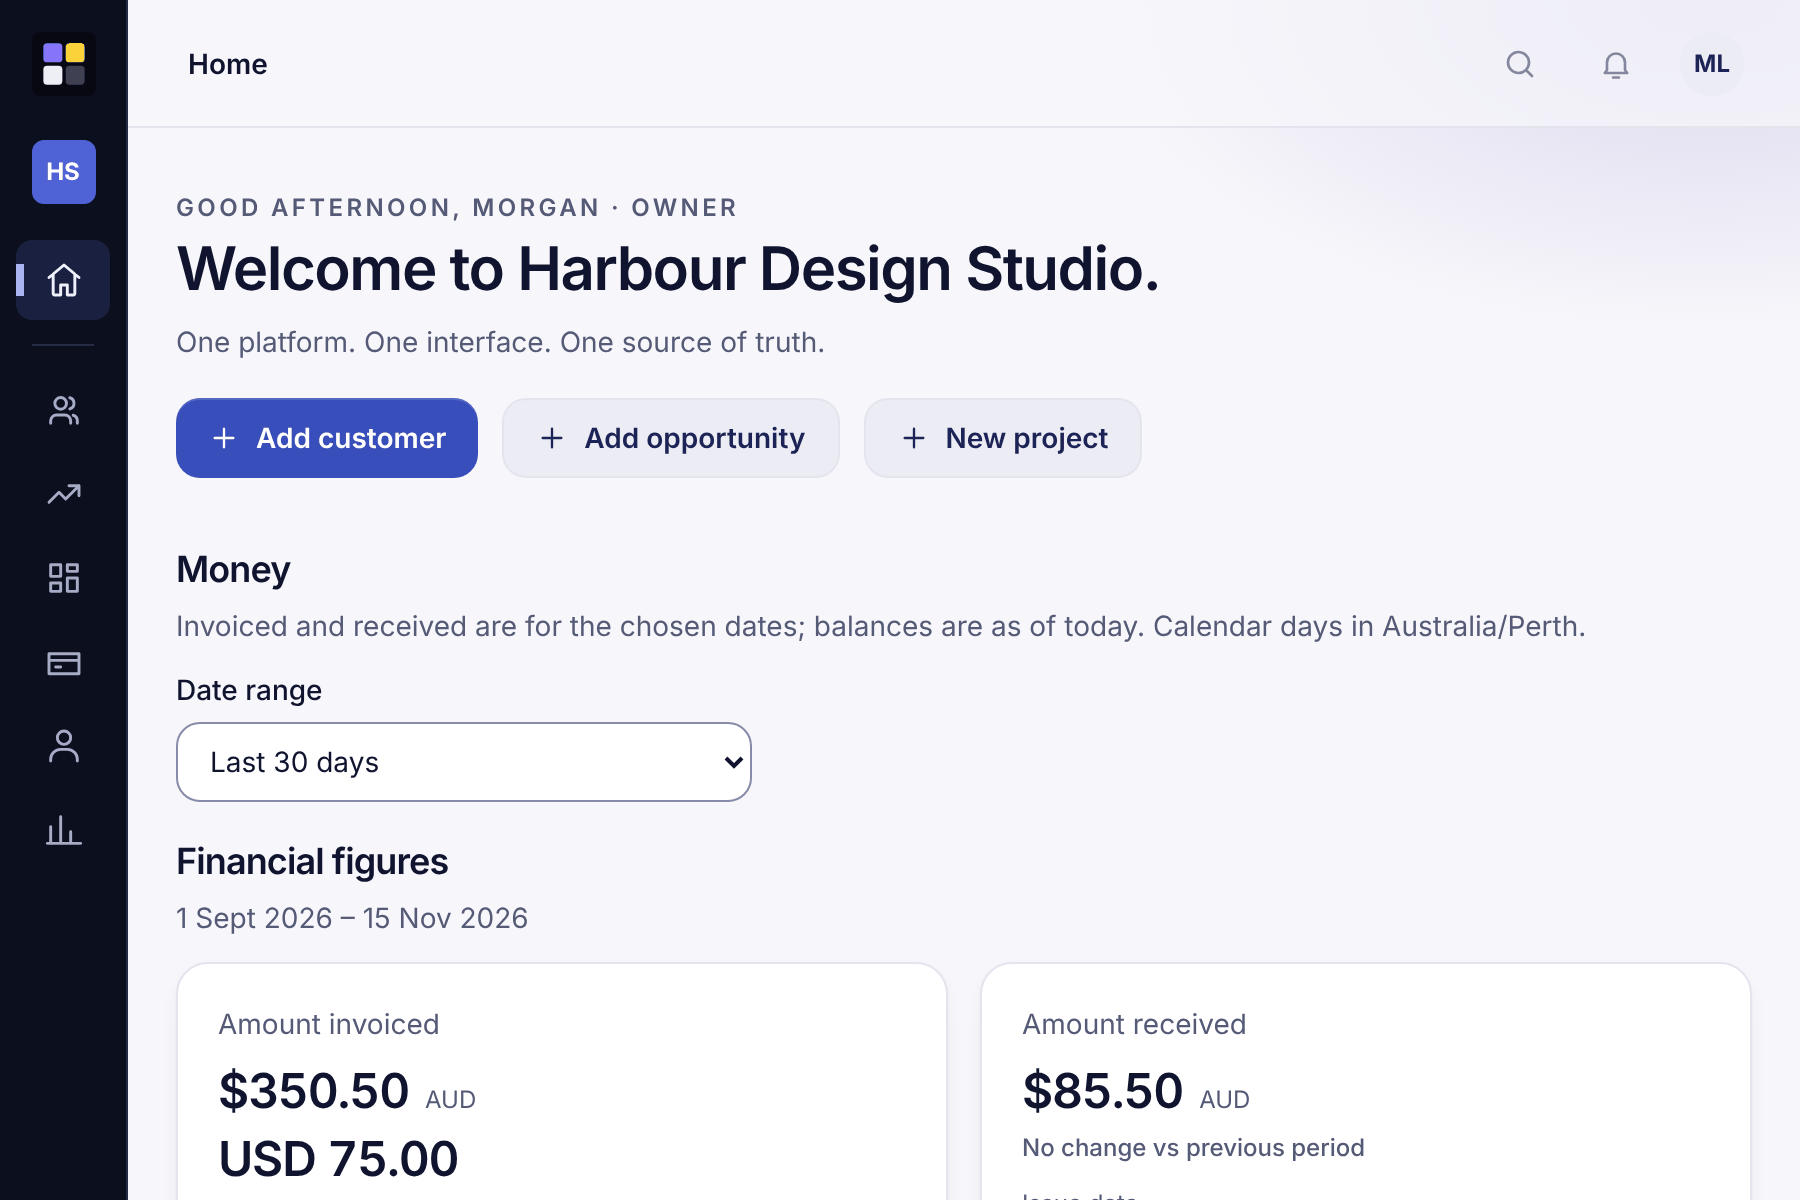 Home
ML
HS
GOOD AFTERNOON, MORGAN · OWNER
Welcome to Harbour Design Studio.
One platform. One interface. One source of truth.
Add customer
Add opportunity
New project
Money
Invoiced and received are for the chosen dates; balances are as of today. Calendar days in Australia/Perth.
Date range
Last 30 days
Financial figures
1 Sept 2026 – 15 Nov 2026
Amount invoiced
$350.50 AUD
USD 75.00
Amount received
$85.50 AUD
No change vs previous period